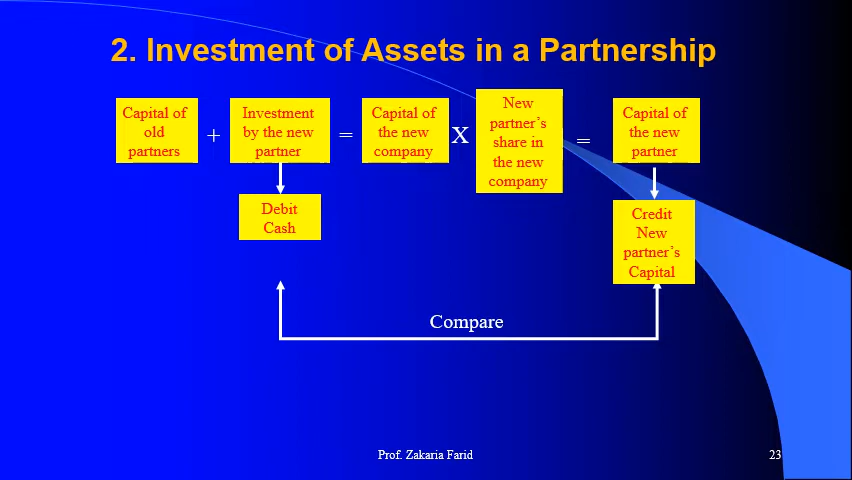 2. Investment of Assets in a Partnership
Capital of
old
partners
+
Investment
by the new
partner
=
Capital of
the new
company
X
New
partner’s
share in
the new
company
=
Capital of
the new
partner
Debit
Cash
Credit
New
partner’s
Capital
Compare
Prof. Zakaria Farid
23